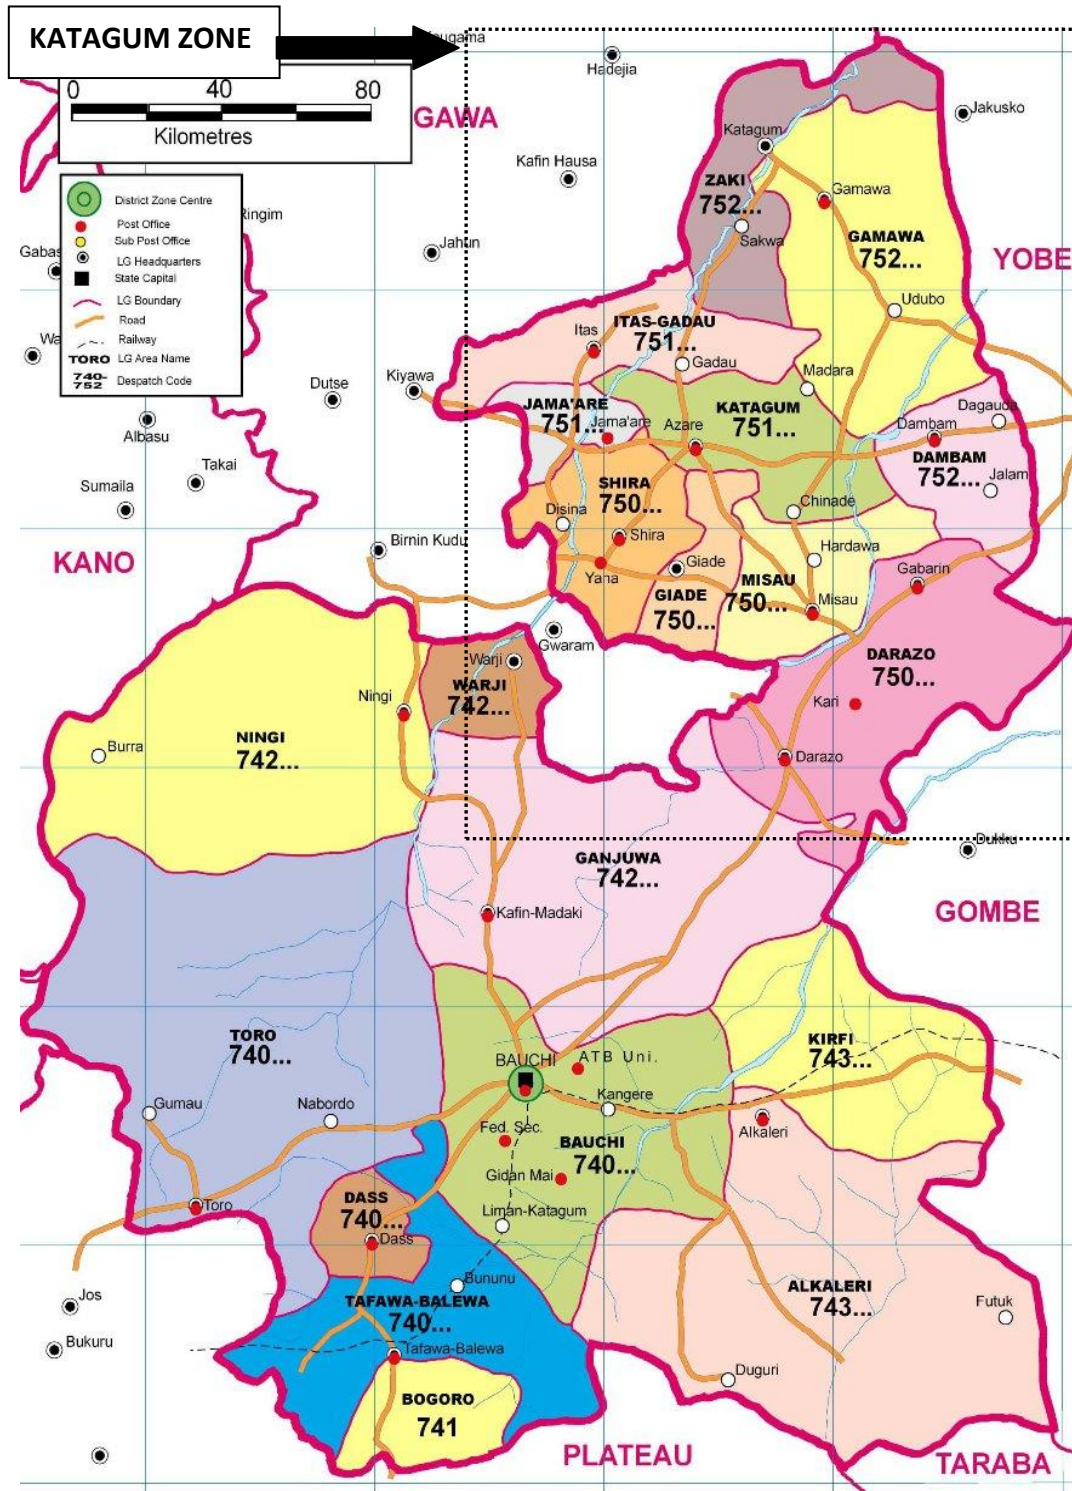 KATAGUM ZONE
Hadejia
0 40 80
Kilometres
GAWA
Jakusko
Katagum
Kafin Hausa
ZAKI
752...
Gamawa
District Zone Centre
Post Office
Sub Post Office
LG Headquarters
State Capital
LG Boundary
Road
Railway
TORO LG Area Name
740-
752 Despatch Code
Ringim
Jahun
Sakwa
GAMAWA
752...
YOBE
Udubo
ITAS-GADAU
751...
Itas
Gadau
Madara
Dutse
Kiyawa
JAMA'ARE
751...
Jama'are
KATAGUM
751...
Azare
Dagauda
Dambam
DAMBAM
752...
Jalam
Albasu
Takai
Sumaila
SHIRA
750...
Disina
Chinade
Shira
Birnin Kudu
KANO
Yana
Giade
GIADE
750...
MISAU
750...
Hardawa
Misau
Gabarin
Gwaram
DARAZO
750...
Warji
WARJI
742...
Ningi
Kari
Burra
NINGI
742...
Darazo
Dukku
GANJUWA
742...
Kafin-Madaki
GOMBE
TORO
740...
KIRFI
743...
BAUCHI
ATB Uni.
Kangere
Gumau
Nabordo
Fed. Sec.
BAUCHI
740...
Alkaleri
Gidan Mai
DASS
740...
Liman-Katagum
Toro
Dass
Bununu
ALKALERI
743...
Jos
TAFAWA-BALEWA
740...
Futuk
Bukuru
Tafawa-Balewa
Duguri
BOGORO
741
PLATEAU
TARABA